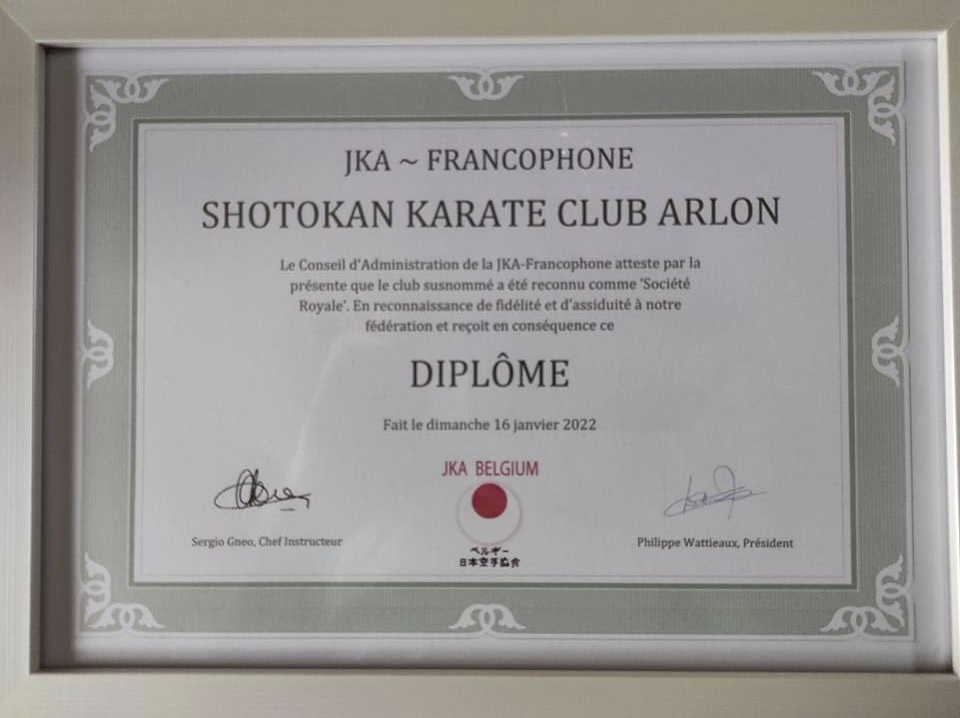 JKA ~ FRANCOPHONE
SHOTOKAN KARATE CLUB ARLON
Le Conseil d'Administration de la JKA-Francophone atteste par la
présente que le club susnommé a été reconnu comme 'Société
Royale'. En reconnaissance de fidélité et d'assiduité à notre
fédération et reçoit en conséquence ce
DIPLÔME
Fait le dimanche 16 janvier 2022
JKA BELGIUM
ベルギー
日本空手協会
Sergio Gneo, Chef Instructeur
Philippe Wattieaux, Président